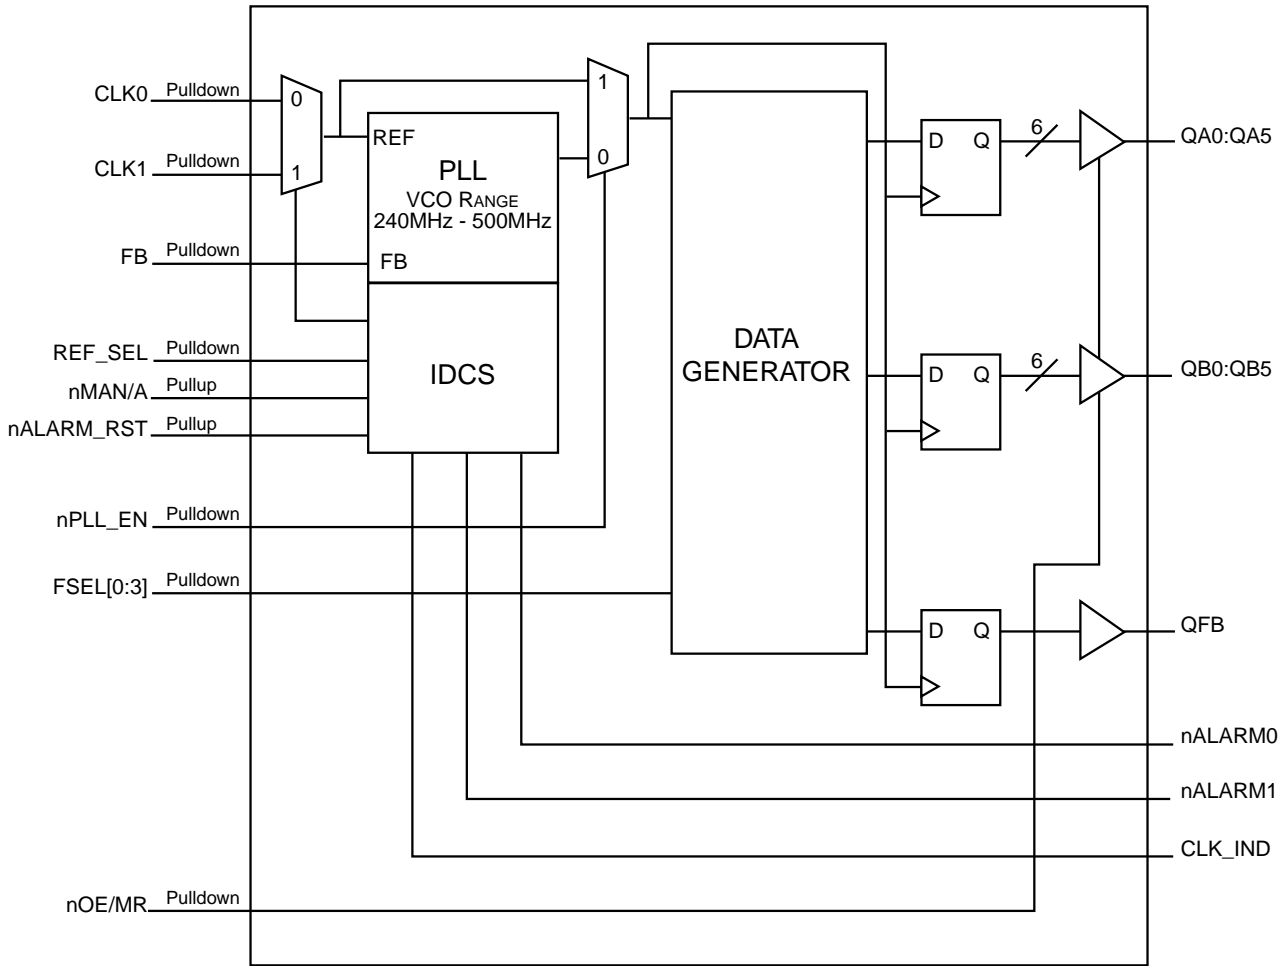 CLK0 Pulldown
CLK1 Pulldown
FB Pulldown
REF_SEL Pulldown
nMAN/A Pullup
nALARM_RST Pullup
nPLL_EN Pulldown
FSEL[0:3] Pulldown
nOE/MR Pulldown
0
1
REF
PLL
VCO RANGE
240MHz - 500MHz
FB
IDCS
1
0
DATA
GENERATOR
D Q
6
QA0:QA5
D Q
6
QB0:QB5
D Q
QFB
nALARM0
nALARM1
CLK_IND